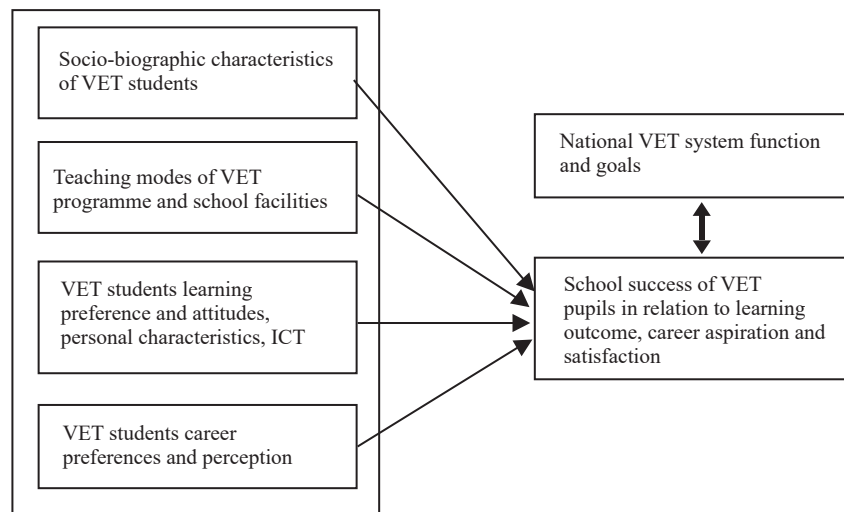 Socio-biographic characteristics
of VET students
Teaching modes of VET
programme and school facilities
VET students learning
preference and attitudes,
personal characteristics, ICT
VET students career
preferences and perception
National VET system function
and goals
School success of VET
pupils in relation to learning
outcome, career aspiration and
satisfaction